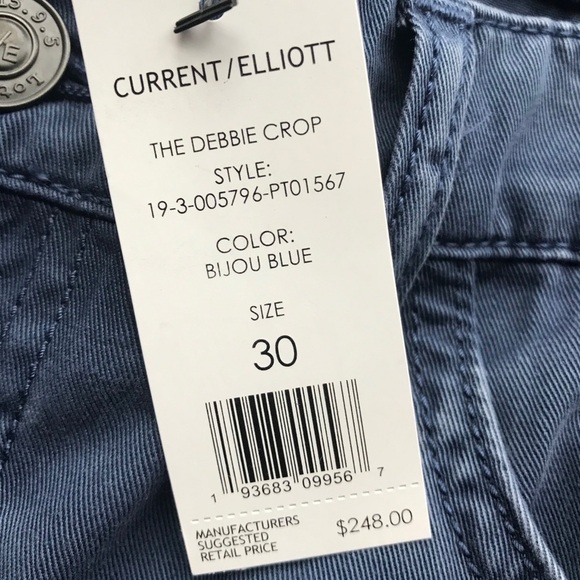 CURRENT/ELLIOTT
THE DEBBIE CROP
STYLE:
19-3-005796-PT01567
COLOR:
BIJOU BLUE
SIZE
30
1 93683 09956 7
MANUFACTURERS
SUGGESTED
RETAIL PRICE
$248.00